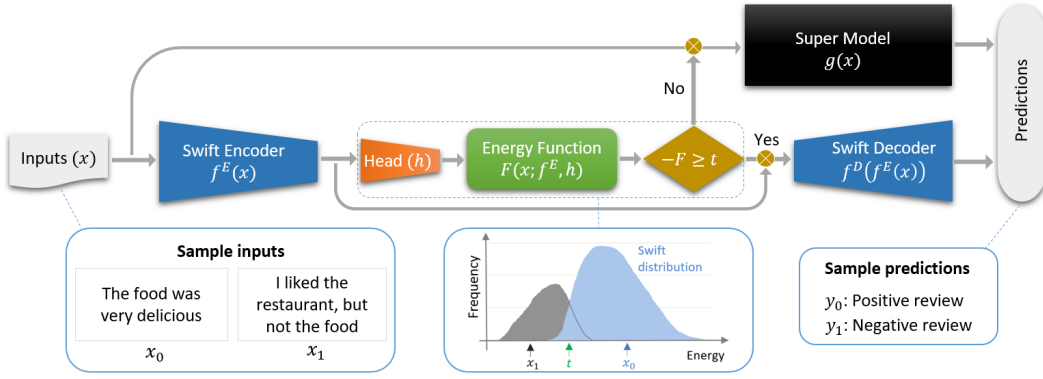 Super Model
g(x)
No
Predictions
Inputs (x)
Swift Encoder
f^E(x)
Head (h)
Energy Function
F(x; f^E, h)
−F ≥ t
Yes
Swift Decoder
f^D(f^E(x))
Sample inputs
The food was
very delicious
x_0
I liked the
restaurant, but
not the food
x_1
Frequency
Swift
distribution
x_1
t
x_0
Energy
Sample predictions
y_0: Positive review
y_1: Negative review